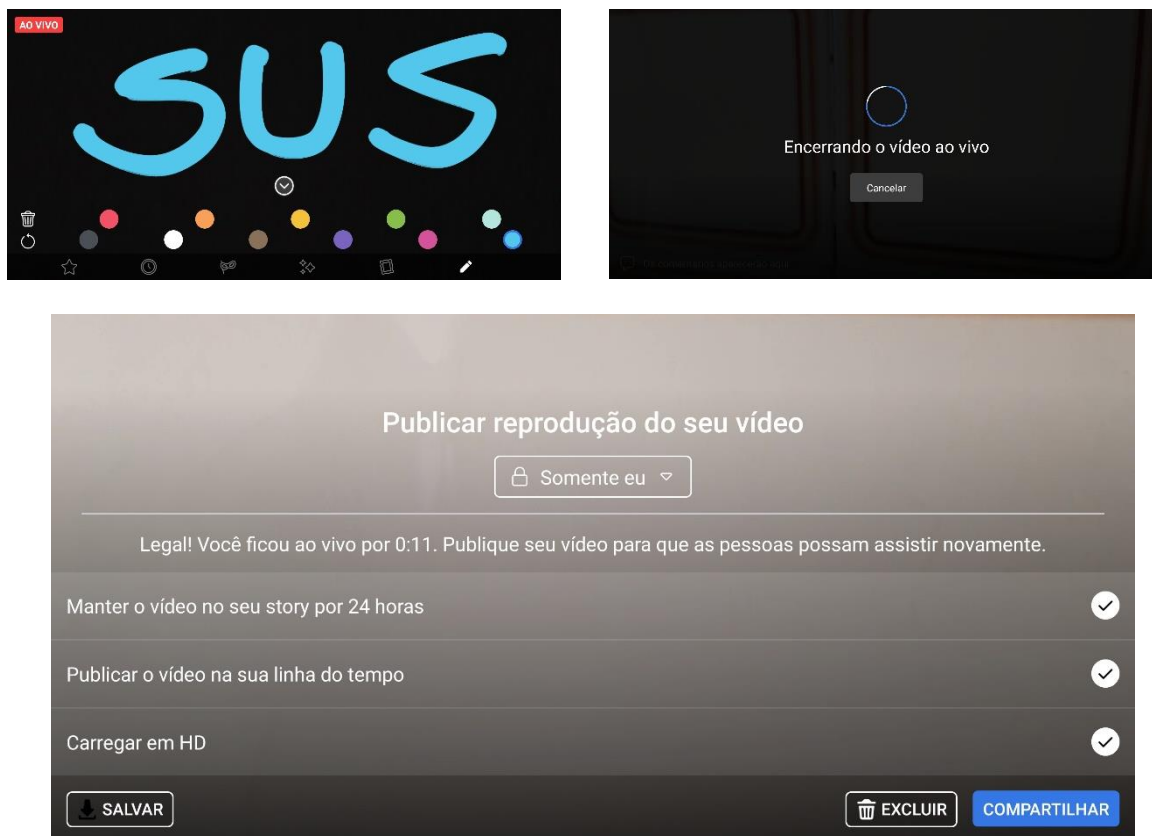 AO VIVO
SUS
Encerrando o vídeo ao vivo
Cancelar
Publicar reprodução do seu vídeo
Somente eu
Legal! Você ficou ao vivo por 0:11. Publique seu vídeo para que as pessoas possam assistir novamente.
Manter o vídeo no seu story por 24 horas
Publicar o vídeo na sua linha do tempo
Carregar em HD
SALVAR
EXCLUIR
COMPARTILHAR